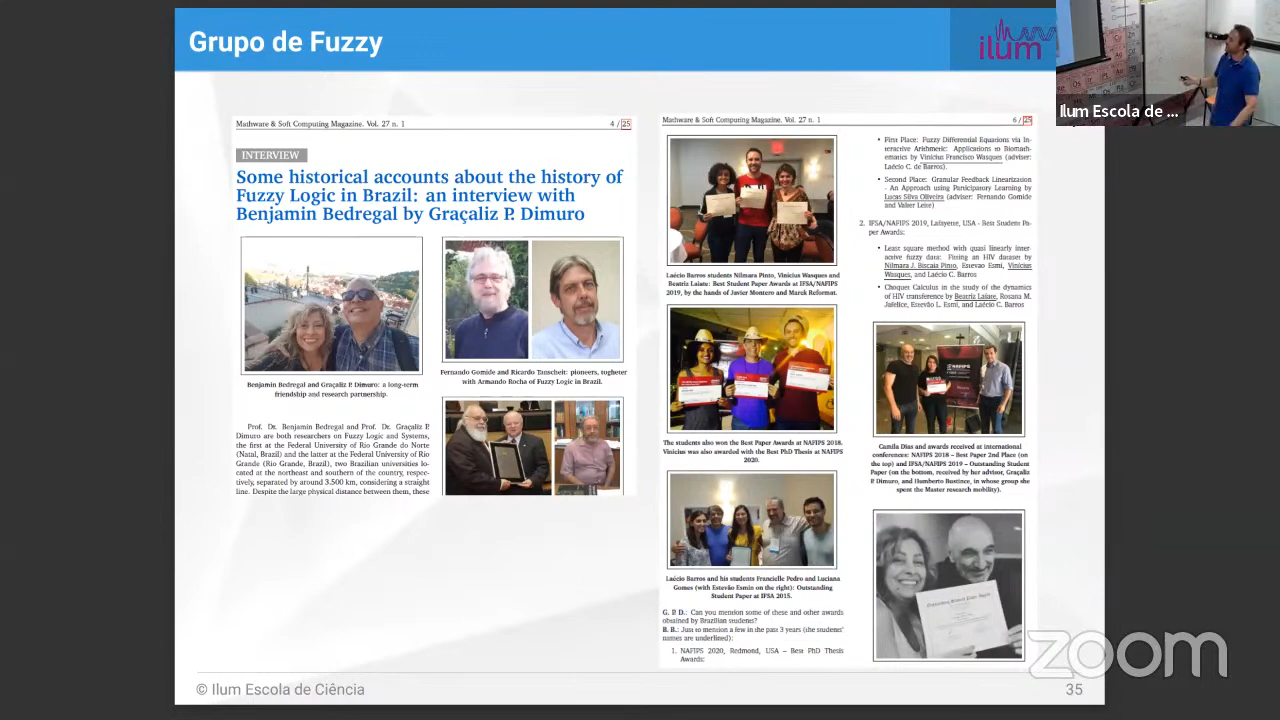 Grupo de Fuzzy
ilum
Ilum Escola de ...
Mathware & Soft Computing Magazine. Vol. 27 n. 1
4 / 25
INTERVIEW
Some historical accounts about the history of
Fuzzy Logic in Brazil: an interview with
Benjamin Bedregal by Graçaliz P. Dimuro
Benjamin Bedregal and Graçaliz P. Dimuro: a long-term
friendship and research partnership.
Fernando Gomide and Ricardo Tanscheit: pioneers, togheter
with Armando Rocha of Fuzzy Logic in Brazil.
Prof. Dr. Benjamin Bedregal and Prof. Dr. Graçaliz P.
Dimuro are both researchers on Fuzzy Logic and Systems,
the first at the Federal University of Rio Grande do Norte
(Natal, Brazil) and the latter at the Federal University of
Rio Grande (Rio Grande, Brazil), two Brazilian universities lo-
cated at the northeast and southern of the country, respec-
tively, separated by around 3.500 km, considering a straight
line. Despite the large physical distance between them, these
Mathware & Soft Computing Magazine. Vol. 27 n. 1
6 / 25
Laécio Barros students Nilmara Pinto, Vinicius Wasques and
Beatriz Laiate: Best Student Paper Awards at IFSA/NAFIPS
2019, by the hands of Javier Montero and Marek Reformat.
The students also won the Best Paper Awards at NAFIPS 2018.
Vinicius was also awarded with the Best PhD Thesis at NAFIPS
2020.
Laécio Barros and his students Francielle Pedro and Luciana
Gomes (with Estevão Esmin on the right): Outstanding
Student Paper at IFSA 2015.
G. P. D.: Can you mention some of these and other awards
obtained by Brazilian students?
B. B.: Just to mention a few in the past 3 years (the students'
names are underlined):
1. NAFIPS 2020, Redmond, USA – Best PhD Thesis
Awards:
• First Place: Fuzzy Differential Equations via In-
teractive Arithmetic: Applications to Biomath-
ematics by Vinícius Francisco Wasques (adviser:
Laécio C. de Barros).
• Second Place: Granular Feedback Linearization
- An Approach using Participatory Learning by
Lucas Silva Oliveira (adviser: Fernando Gomide
and Valter Leite)
2. IFSA/NAFIPS 2019, Lafayette, USA - Best Student Pa-
per Awards:
• Least square method with quasi linearly inter-
active fuzzy data: Fitting an HIV dataset by
Nilmara J. Biscaia Pinto, Estevao Esmi, Vinícius
Wasques, and Laécio C. Barros
• Choquet Calculus in the study of the dynamics
of HIV transference by Beatriz Laiate, Rosana M.
Jafelice, Estevão L. Esmi, and Laécio C. Barros
Camila Dias and awards received at international
conferences: NAFIPS 2018 – Best Paper 2nd Place (on
the top) and IFSA/NAFIPS 2019 – Outstanding Student
Paper (on the bottom, received by her advisor, Graçaliz
P. Dimuro, and Humberto Bustince, in whose group she
spent the Master research mobility).
zoom
© Ilum Escola de Ciência
35